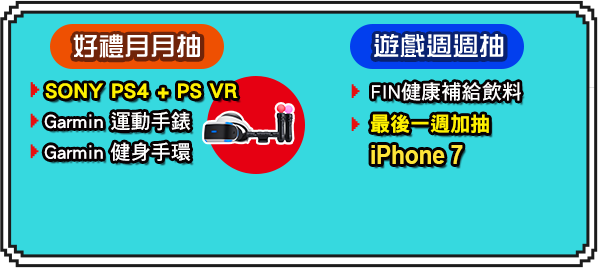 好禮月月抽
SONY PS4 + PS VR
Garmin 運動手錶
Garmin 健身手環
遊戲週週抽
FIN健康補給飲料
最後一週加抽
iPhone 7